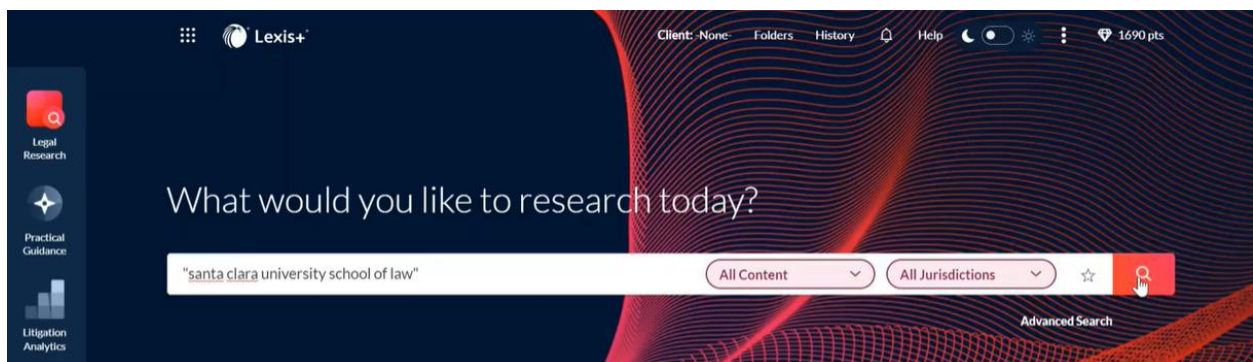 Lexis+
Client: -None- Folders History Help 1690 pts
Legal
Research
What would you like to research today?
Practical
Guidance
"santa clara university school of law" All Content All Jurisdictions
Advanced Search
Litigation
Analytics